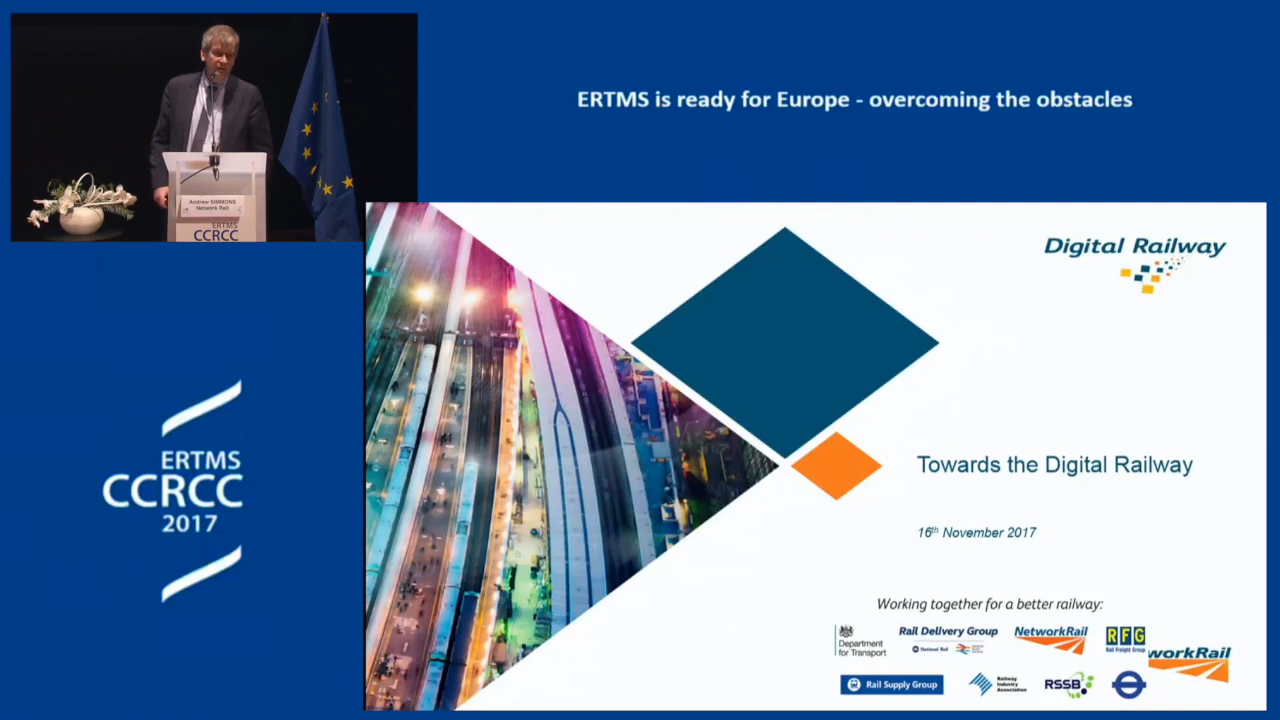 ERTMS is ready for Europe - overcoming the obstacles
Andrew SIMMONS
Network Rail
ERTMS
CCRCC
ERTMS
CCRCC
2017
Digital Railway
Towards the Digital Railway
16th November 2017
Working together for a better railway:
Department
for Transport
Rail Delivery Group
National Rail
NetworkRail
RFG
Rail Freight Group
workRail
Rail Supply Group
Railway
Industry
Association
RSSB